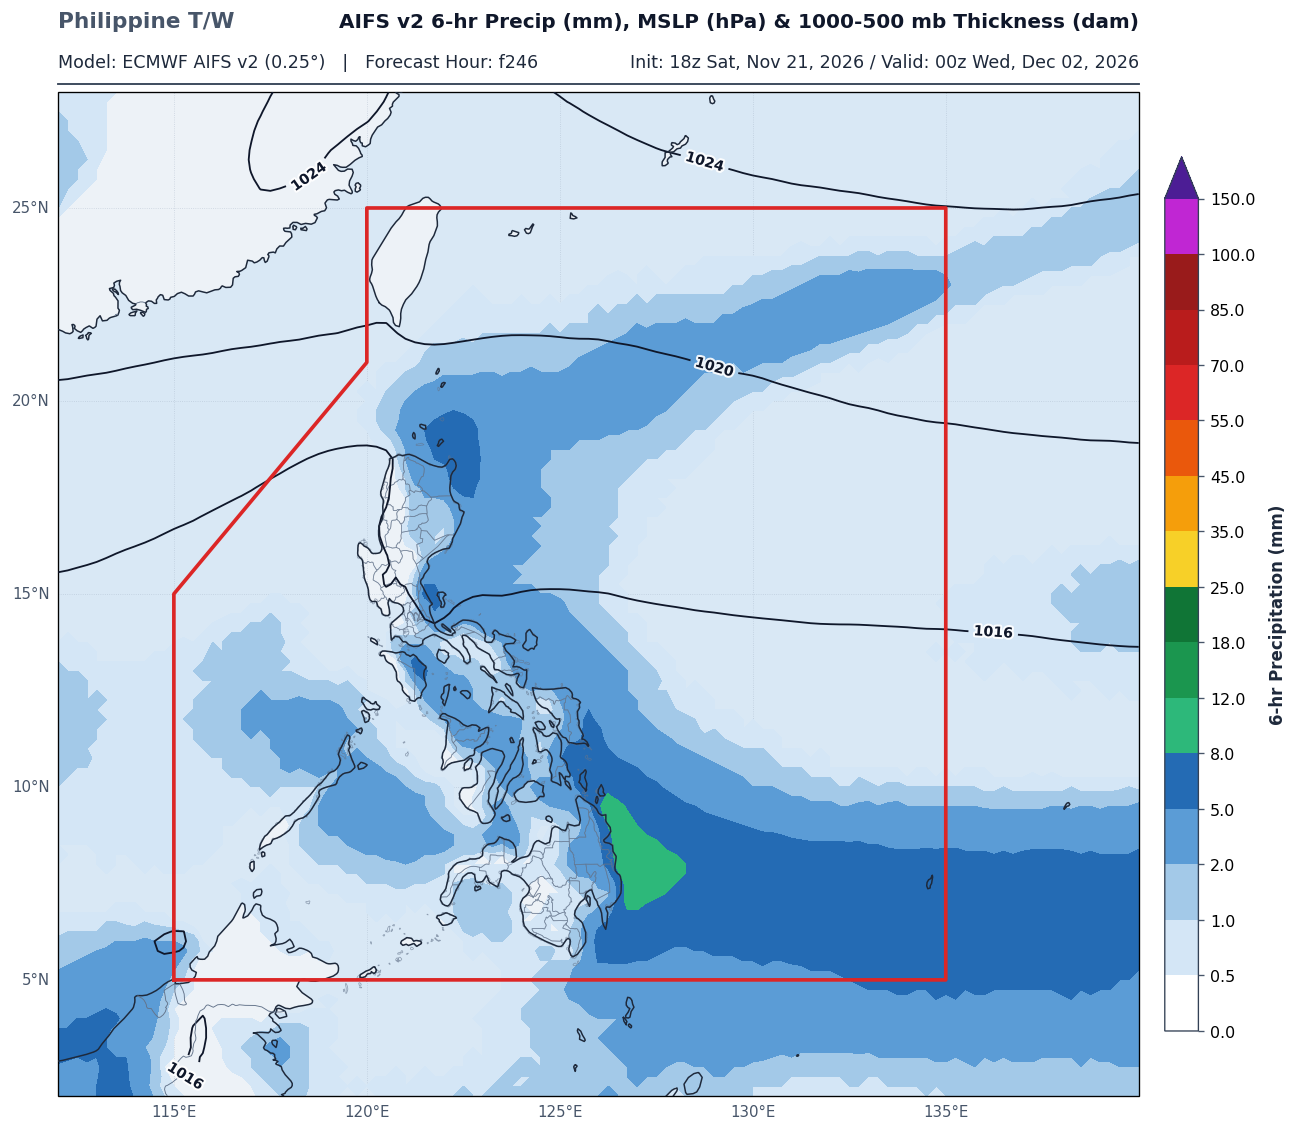 Philippine T/W
AIFS v2 6-hr Precip (mm), MSLP (hPa) & 1000-500 mb Thickness (dam)
Model: ECMWF AIFS v2 (0.25°) | Forecast Hour: f246
Init: 18z Sat, Nov 21, 2026 / Valid: 00z Wed, Dec 02, 2026
1024
1024
1020
1016
1016
25°N
20°N
15°N
10°N
5°N
115°E
120°E
125°E
130°E
135°E
150.0
100.0
85.0
70.0
55.0
45.0
35.0
25.0
18.0
12.0
8.0
5.0
2.0
1.0
0.5
0.0
6-hr Precipitation (mm)